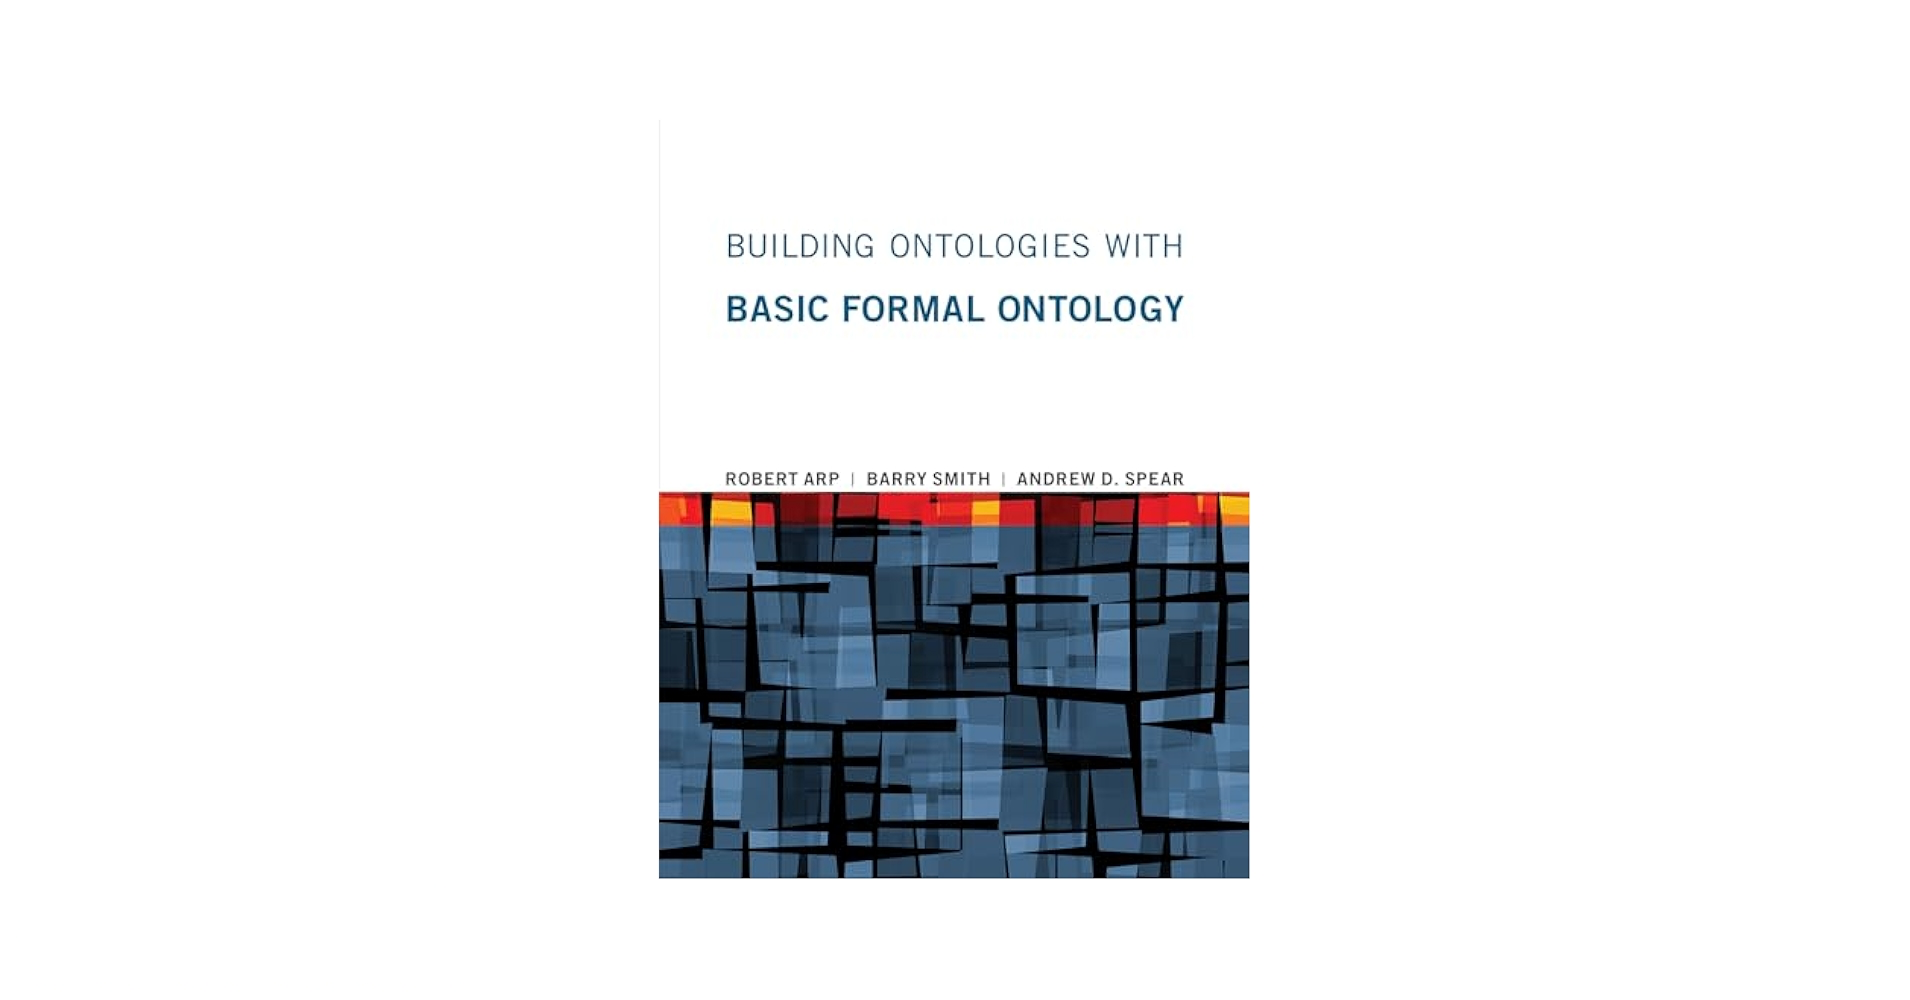 BUILDING ONTOLOGIES WITH
BASIC FORMAL ONTOLOGY
ROBERT ARP | BARRY SMITH | ANDREW D. SPEAR